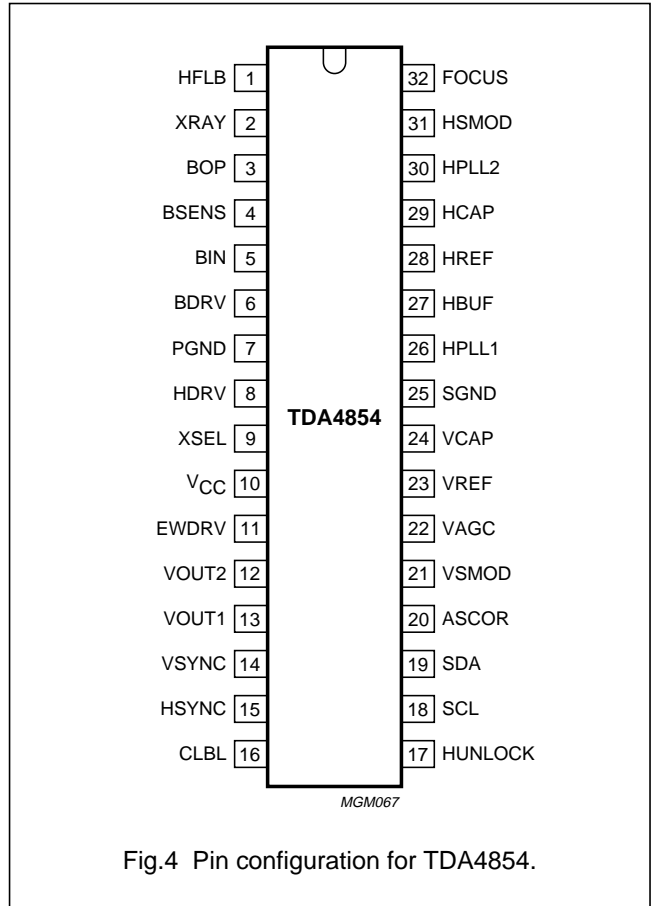 HFLB 1 32 FOCUS
XRAY 2 31 HSMOD
BOP 3 30 HPLL2
BSENS 4 29 HCAP
BIN 5 28 HREF
BDRV 6 27 HBUF
PGND 7 26 HPLL1
HDRV 8 25 SGND
TDA4854
XSEL 9 24 VCAP
VCC 10 23 VREF
EWDRV 11 22 VAGC
VOUT2 12 21 VSMOD
VOUT1 13 20 ASCOR
VSYNC 14 19 SDA
HSYNC 15 18 SCL
CLBL 16 17 HUNLOCK
MGM067
Fig.4 Pin configuration for TDA4854.